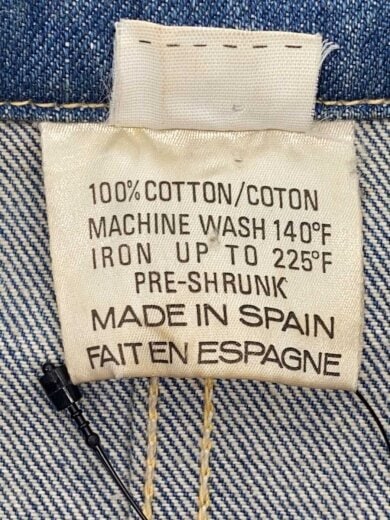 100% COTTON/COTON
MACHINE WASH 140°F
IRON UP TO 225°F
PRE-SHRUNK
MADE IN SPAIN
FAIT EN ESPAGNE